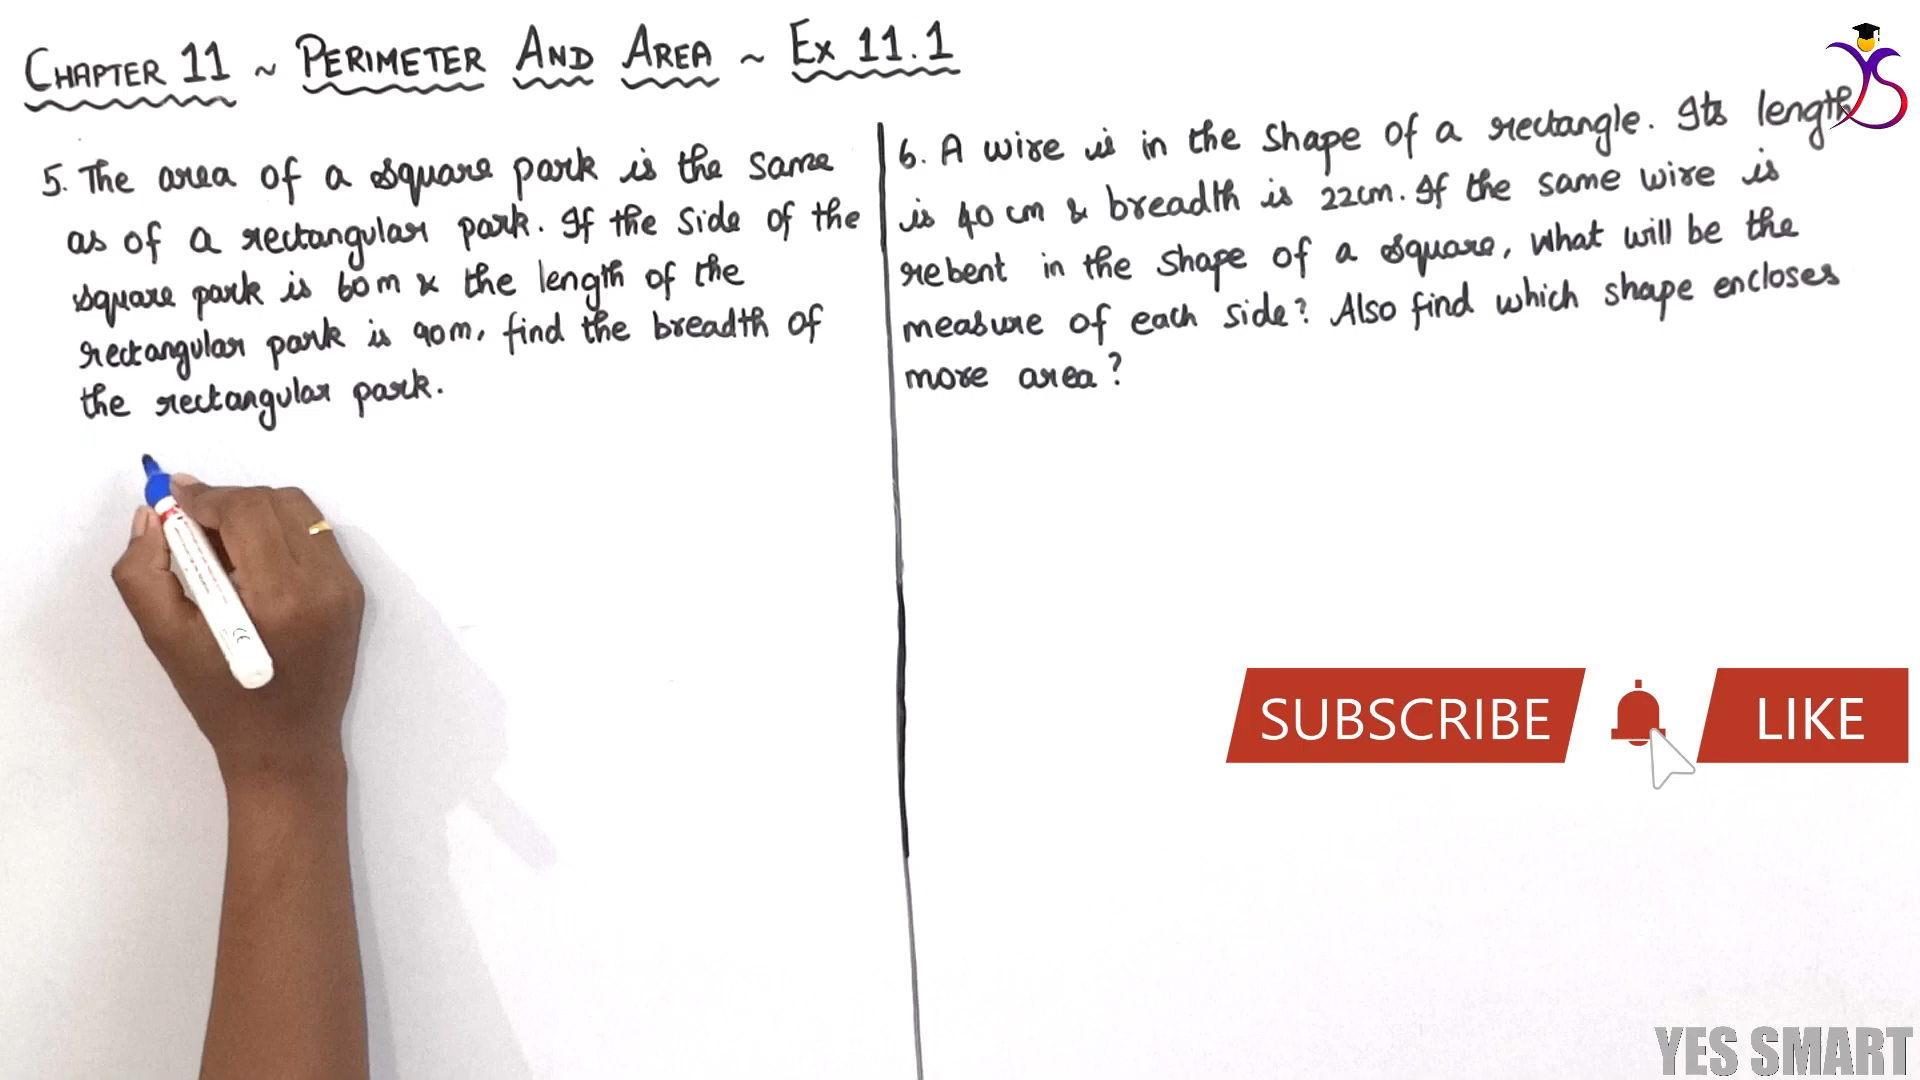 CHAPTER 11 ~ PERIMETER AND AREA ~ Ex 11.1
5. The area of a square park is the same
as of a rectangular park. If the side of the
square park is 60m & the length of the
rectangular park is 90m, find the breadth of
the rectangular park.
6. A wire is in the shape of a rectangle. Its length
is 40 cm & breadth is 22cm. If the same wire is
rebent in the shape of a square, what will be the
measure of each side? Also find which shape encloses
more area?
SUBSCRIBE
LIKE
YES SMART